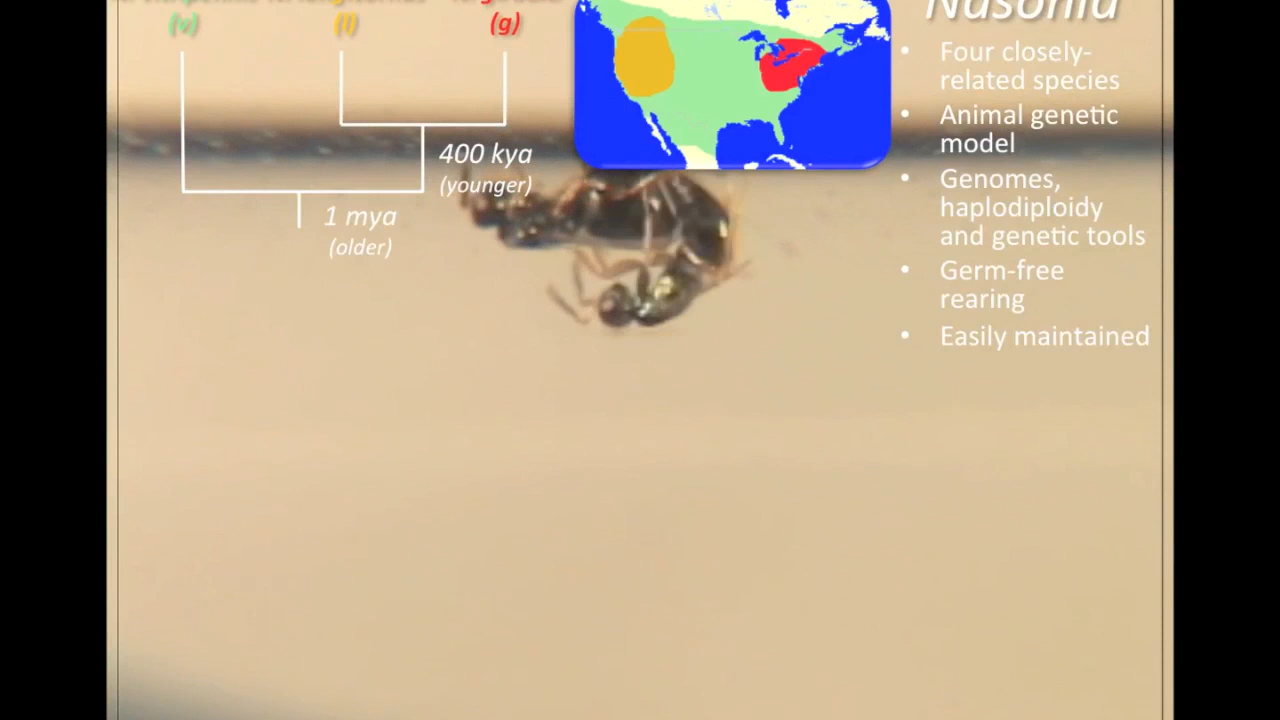 (v) (l) (g)
400 kya
(younger)
1 mya
(older)
Nasonia
• Four closely-
related species
• Animal genetic
model
• Genomes,
haplodiploidy
and genetic tools
• Germ-free
rearing
• Easily maintained